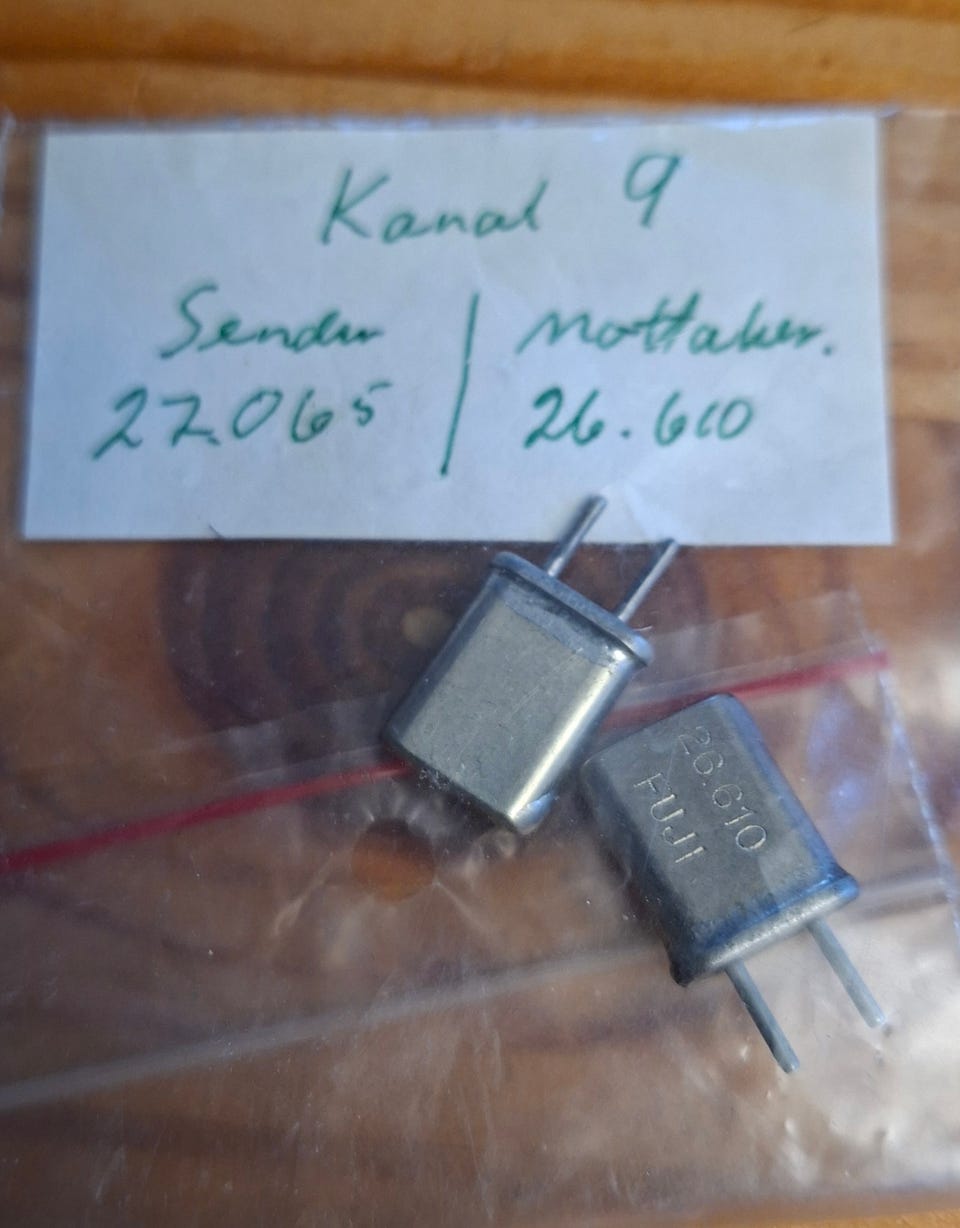 Kanal 9
Sender | Mottaker.
27.065 | 26.610
26.610
FUJI